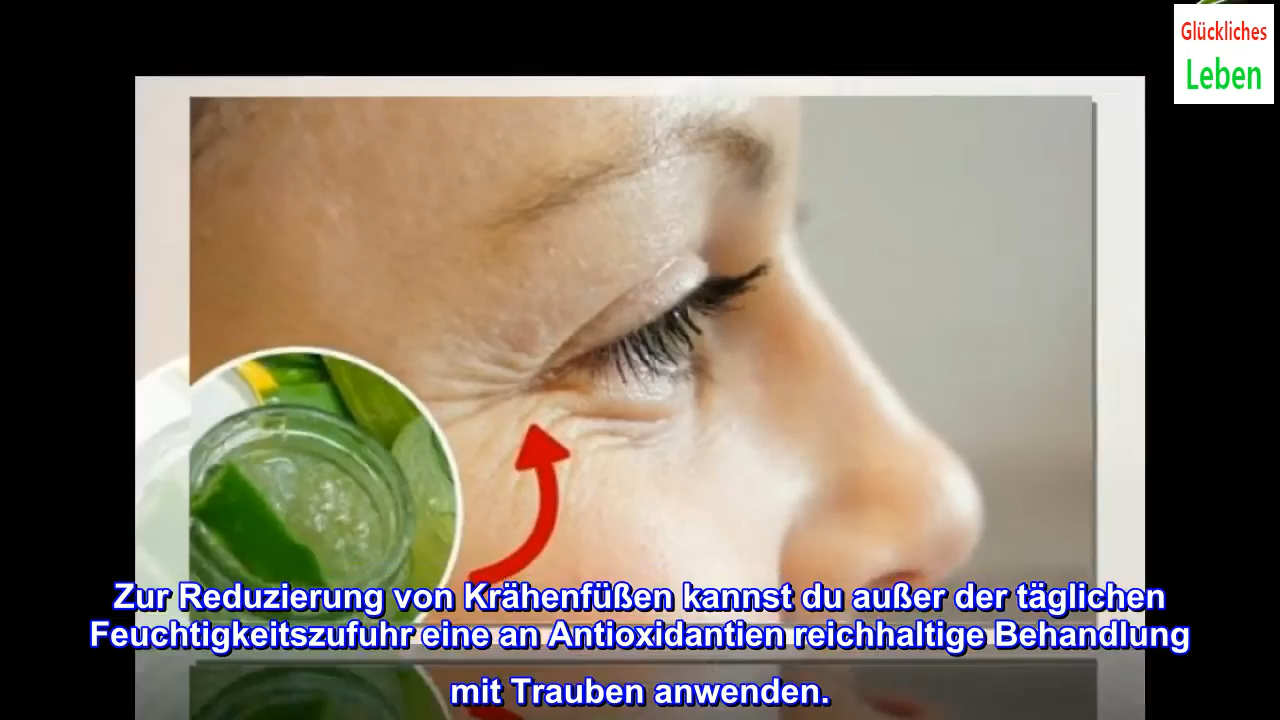 Glückliches
Leben
Zur Reduzierung von Krähenfüßen kannst du außer der täglichen
Feuchtigkeitszufuhr eine an Antioxidantien reichhaltige Behandlung
mit Trauben anwenden.